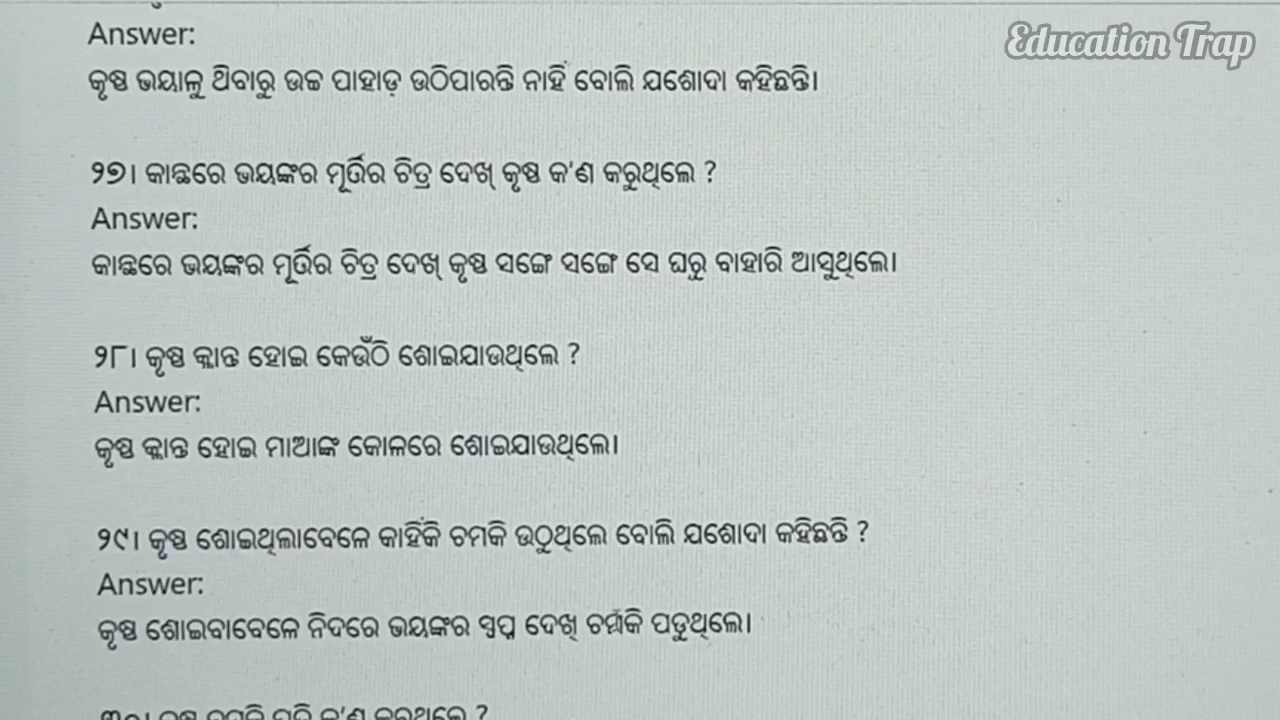 Answer:
Education Trap
କୃଷ୍ଣ ଭୟାଳୁ ଥିବାରୁ ଉଚ୍ଚ ପାହାଡ଼ ଉଠିପାରନ୍ତି ନାହିଁ ବୋଲି ଯଶୋଦା କହିଛନ୍ତି।
୨୭। କାନ୍ଥରେ ଭୟଙ୍କର ମୂର୍ତ୍ତିର ଚିତ୍ର ଦେଖି କୃଷ୍ଣ କ'ଣ କରୁଥିଲେ ?
Answer:
କାନ୍ଥରେ ଭୟଙ୍କର ମୂର୍ତ୍ତିର ଚିତ୍ର ଦେଖି କୃଷ୍ଣ ସଙ୍ଗେ ସଙ୍ଗେ ସେ ଘରୁ ବାହାରି ଆସୁଥିଲେ।
୨୮। କୃଷ୍ଣ କ୍ଲାନ୍ତ ହୋଇ କେଉଁଠି ଶୋଇଯାଉଥିଲେ ?
Answer:
କୃଷ୍ଣ କ୍ଲାନ୍ତ ହୋଇ ମାଆଙ୍କ କୋଳରେ ଶୋଇଯାଉଥିଲେ।
୨୯। କୃଷ୍ଣ ଶୋଇଥିଲାବେଳେ କାହିଁକି ଚମକି ଉଠୁଥିଲେ ବୋଲି ଯଶୋଦା କହିଛନ୍ତି ?
Answer:
କୃଷ୍ଣ ଶୋଇବାବେଳେ ନିଦରେ ଭୟଙ୍କର ସ୍ୱପ୍ନ ଦେଖି ଚମକି ପଡୁଥିଲେ।